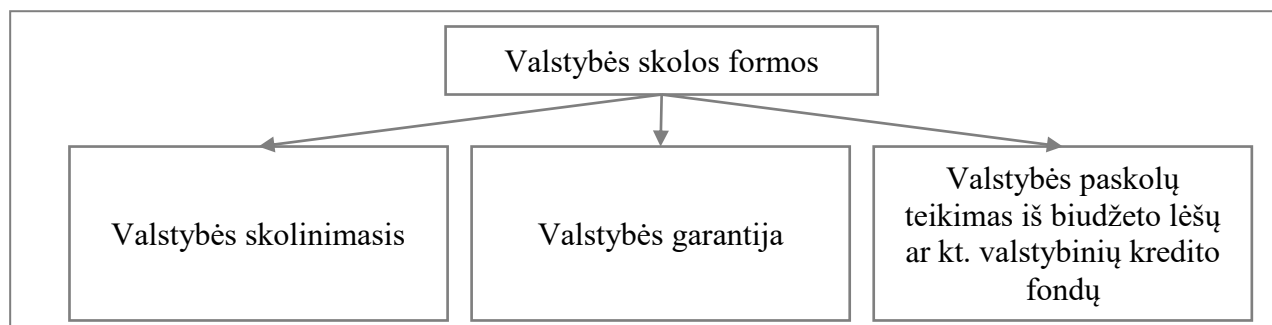 Valstybės skolos formos
Valstybės skolinimasis
Valstybės garantija
Valstybės paskolų
teikimas iš biudžeto lėšų
ar kt. valstybinių kredito
fondų